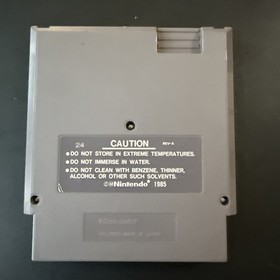 24 CAUTION REV-A
• DO NOT STORE IN EXTREME TEMPERATURES.
• DO NOT IMMERSE IN WATER.
• DO NOT CLEAN WITH BENZENE, THINNER,
ALCOHOL OR OTHER SUCH SOLVENTS.
©Nintendo® 1985